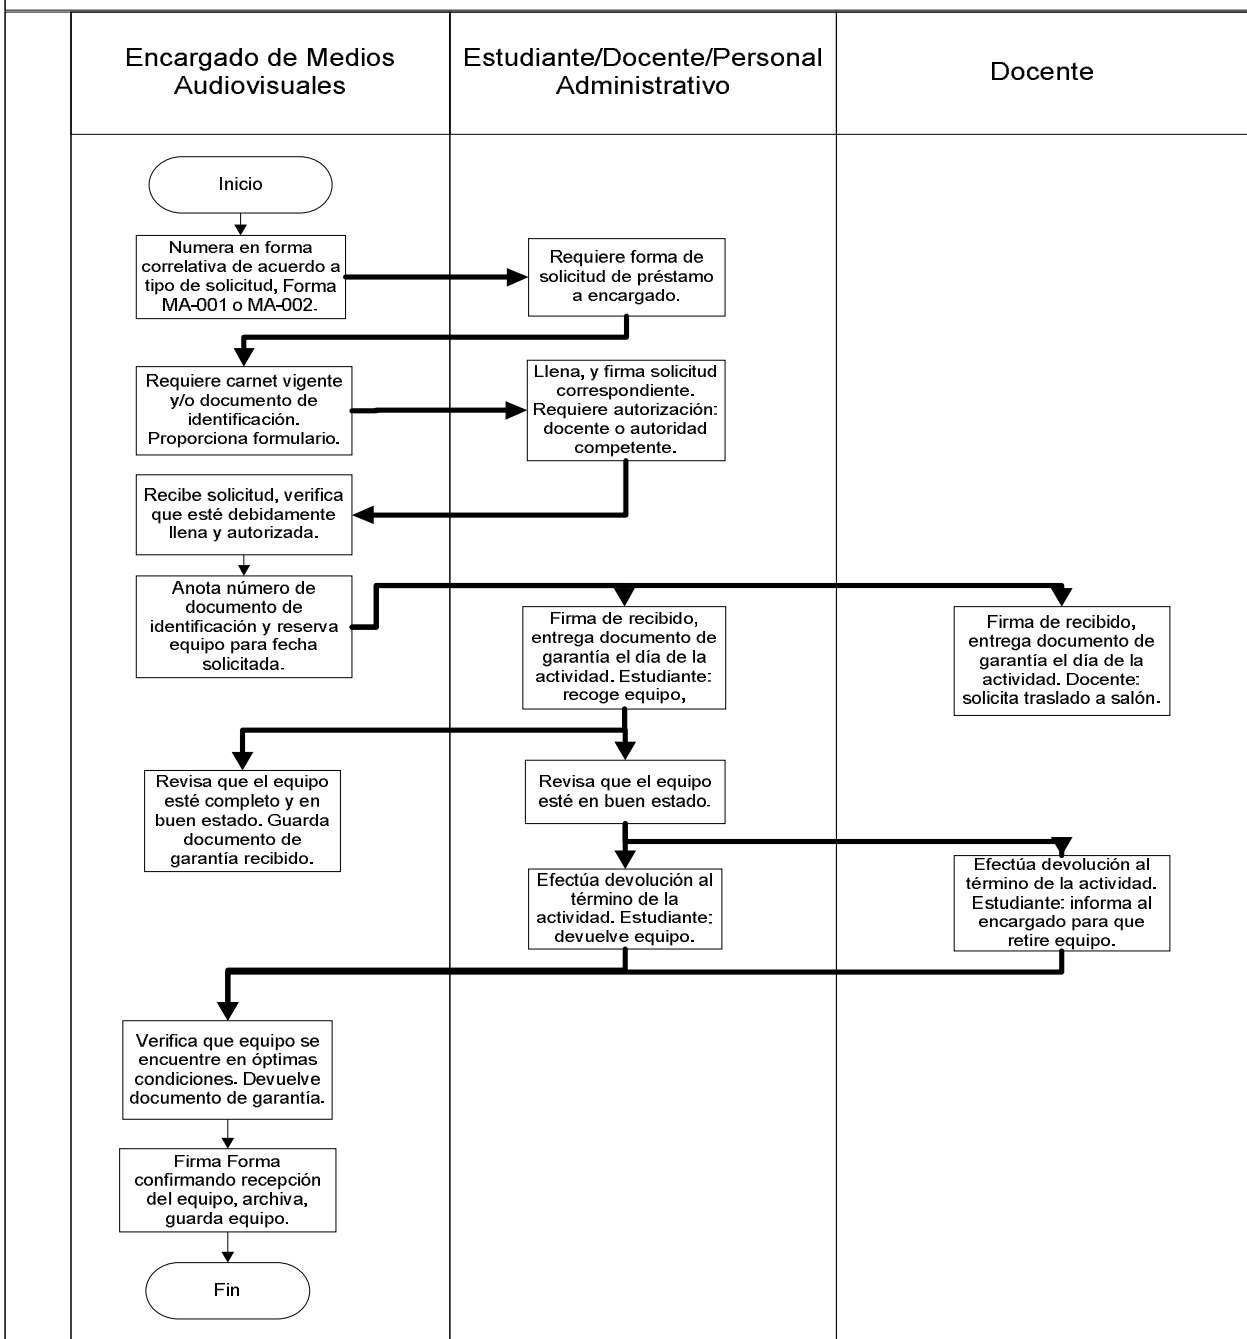 Encargado de Medios
Audiovisuales
Estudiante/Docente/Personal
Administrativo
Docente
Inicio
Numera en forma
correlativa de acuerdo a
tipo de solicitud, Forma
MA-001 o MA-002.
Requiere forma de
solicitud de préstamo
a encargado.
Requiere carnet vigente
y/o documento de
identificación.
Proporciona formulario.
Llena, y firma solicitud
correspondiente.
Requiere autorización:
docente o autoridad
competente.
Recibe solicitud, verifica
que esté debidamente
llena y autorizada.
Anota número de
documento de
identificación y reserva
equipo para fecha
solicitada.
Firma de recibido,
entrega documento de
garantía el día de la
actividad. Estudiante:
recoge equipo,
Firma de recibido,
entrega documento de
garantía el día de la
actividad. Docente:
solicita traslado a salón.
Revisa que el equipo
esté completo y en
buen estado. Guarda
documento de
garantía recibido.
Revisa que el equipo
esté en buen estado.
Efectúa devolución al
término de la
actividad. Estudiante:
devuelve equipo.
Efectúa devolución al
término de la actividad.
Estudiante: informa al
encargado para que
retire equipo.
Verifica que equipo se
encuentre en óptimas
condiciones. Devuelve
documento de garantía.
Firma Forma
confirmando recepción
del equipo, archiva,
guarda equipo.
Fin